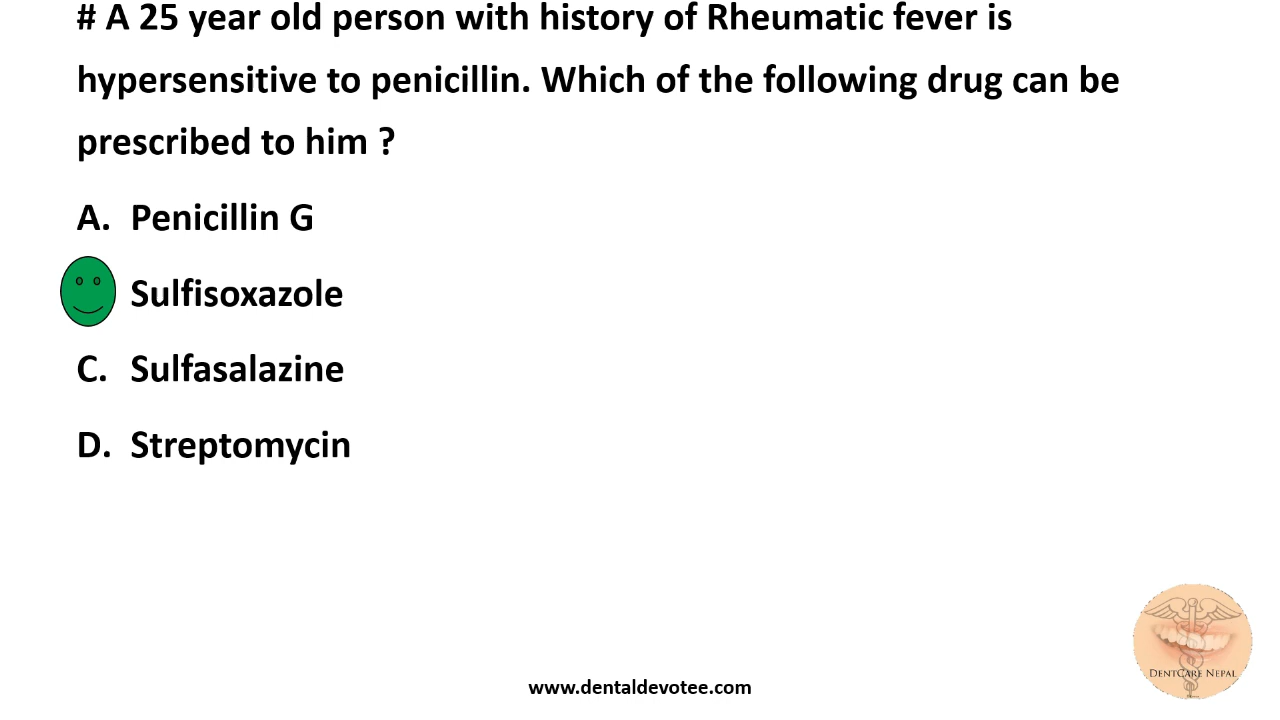 # A 25 year old person with history of Rheumatic fever is
hypersensitive to penicillin. Which of the following drug can be
prescribed to him ?
A. Penicillin G
Sulfisoxazole
C. Sulfasalazine
D. Streptomycin
DentCare Nepal
www.dentaldevotee.com